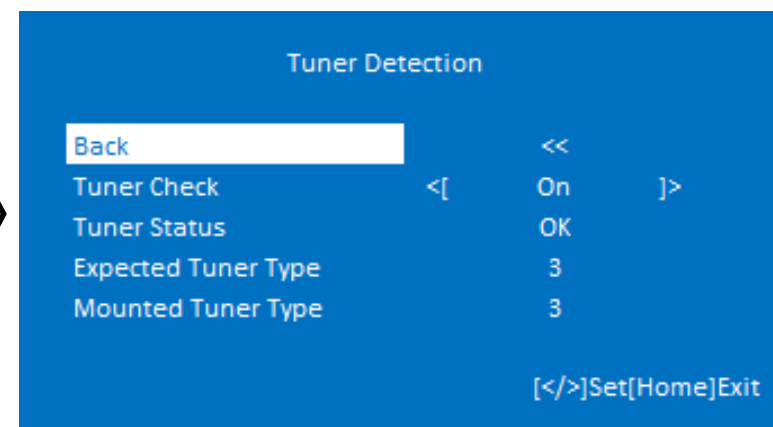 Tuner Detection
Back <<
Tuner Check <[ On ]>
Tuner Status OK
Expected Tuner Type 3
Mounted Tuner Type 3
[</>]Set[Home]Exit